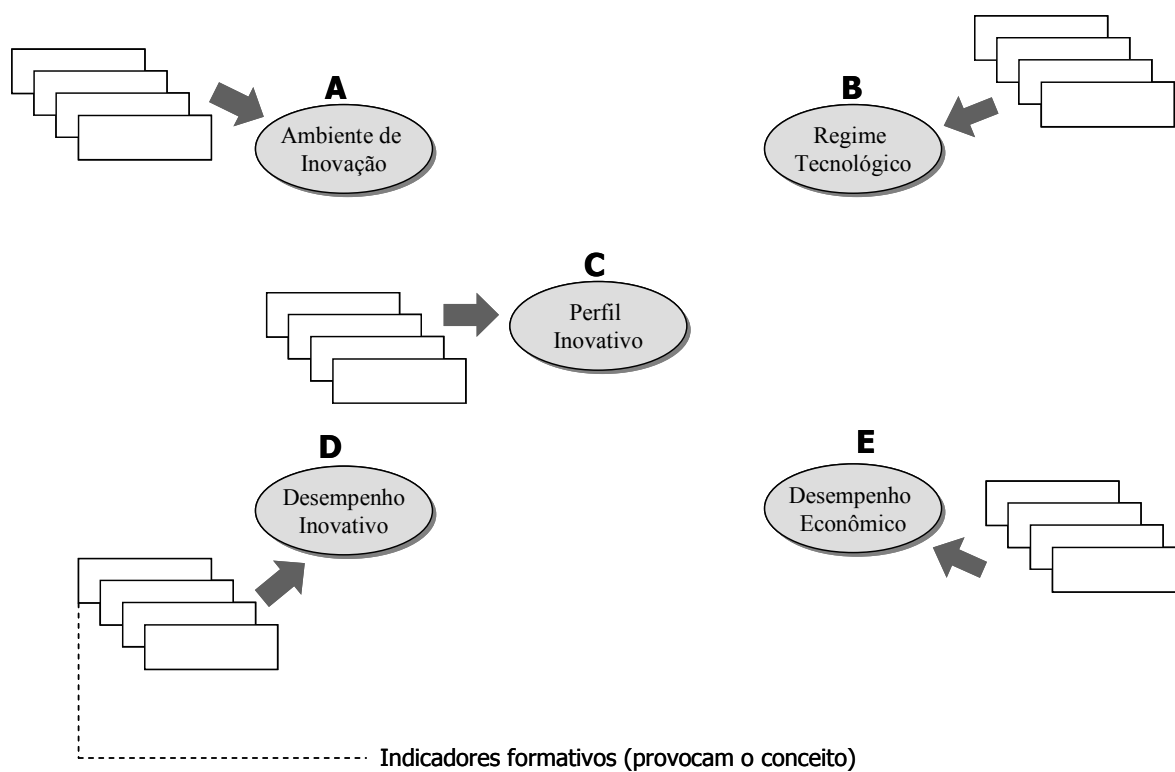 A
Ambiente de
Inovação
B
Regime
Tecnológico
C
Perfil
Inovativo
D
Desempenho
Inovativo
E
Desempenho
Econômico
Indicadores formativos (provocam o conceito)